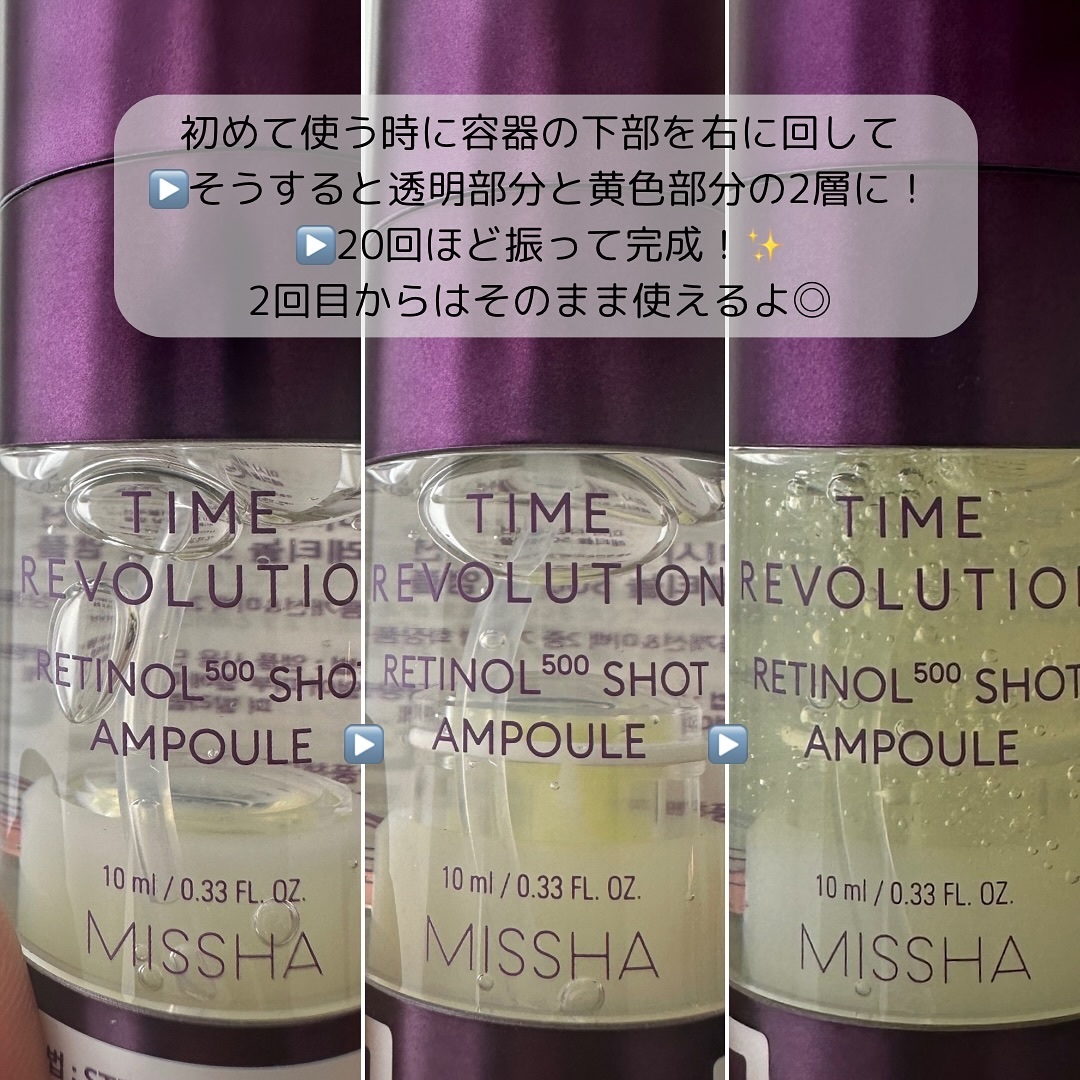 初めて使う時に容器の下部を右に回して
▶️そうすると透明部分と黄色部分の2層に！
▶️20回ほど振って完成！✨
2回目からはそのまま使えるよ◎
TIME
REVOLUTIO
RETINOL⁵⁰⁰ SHOT
AMPOULE
10 ml / 0.33 FL. OZ.
MISSHA
▶️
TIME
REVOLUTION
RETINOL⁵⁰⁰ SHOT
AMPOULE
10 ml / 0.33 FL. OZ.
MISSHA
▶️
TIME
REVOLUTIO
RETINOL⁵⁰⁰ SHOT
AMPOULE
10 ml / 0.33 FL. OZ.
MISSHA